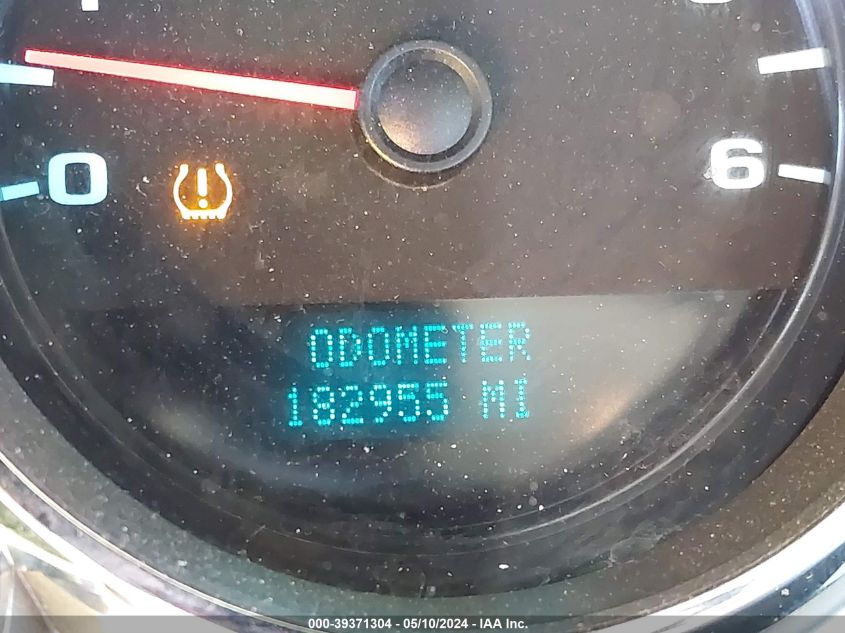 0
6
ODOMETER
182955 MI
000-39371304 - 05/10/2024 - IAA Inc.